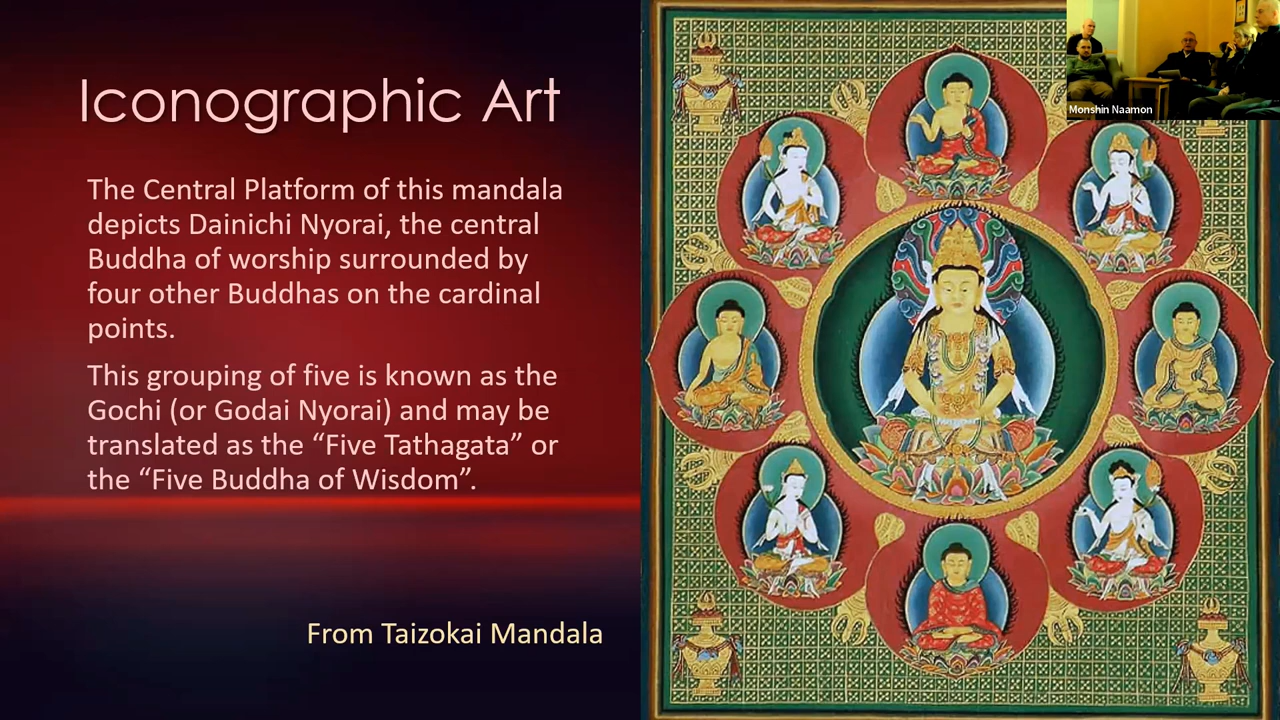 Iconographic Art
The Central Platform of this mandala
depicts Dainichi Nyorai, the central
Buddha of worship surrounded by
four other Buddhas on the cardinal
points.
This grouping of five is known as the
Gochi (or Godai Nyorai) and may be
translated as the “Five Tathagata” or
the “Five Buddha of Wisdom”.
From Taizokai Mandala
Monshin Naamon